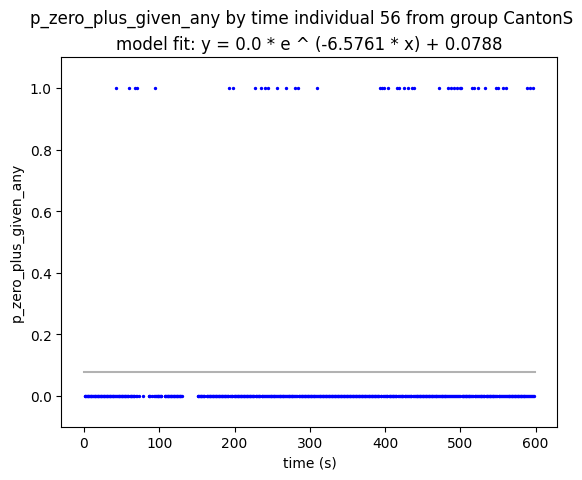 p_zero_plus_given_any by time individual 56 from group CantonS
model fit: y = 0.0 * e ^ (-6.5761 * x) + 0.0788
1.0
0.8
0.6
0.4
0.2
0.0
p_zero_plus_given_any
0 100 200 300 400 500 600
time (s)